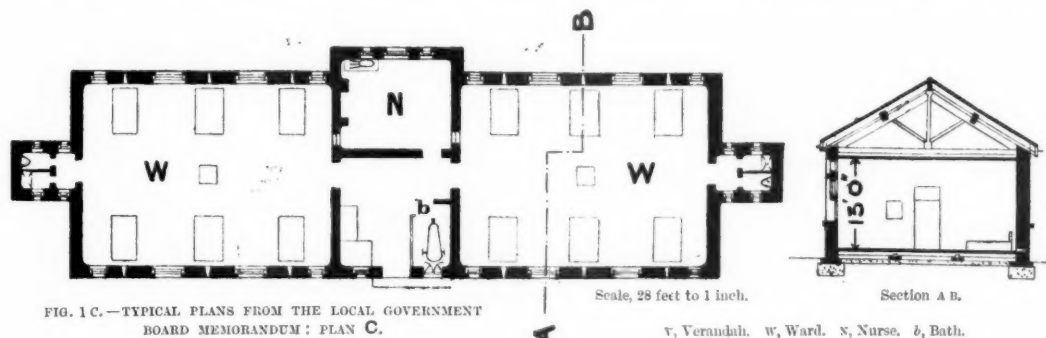 B
N
W
W
b
13'0"
A
Scale, 28 feet to 1 inch.
Section A B.
FIG. 1 C.—TYPICAL PLANS FROM THE LOCAL GOVERNMENT
BOARD MEMORANDUM: PLAN C.
V, Verandah. W, Ward. N, Nurse. b, Bath.